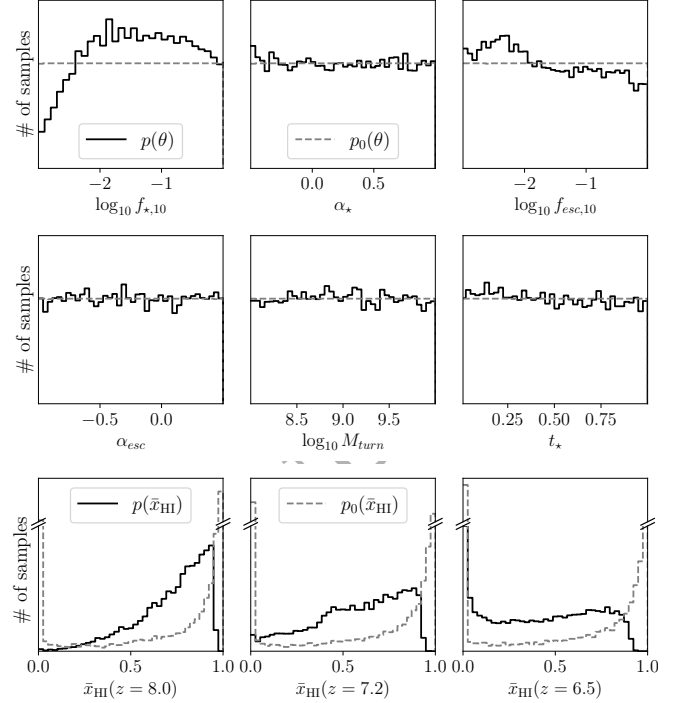 # of samples
p(θ)
p₀(θ)
−2 −1
0.0 0.5
−2 −1
log₁₀ f⋆,₁₀
α⋆
log₁₀ f_esc,10
# of samples
−0.5 0.0
8.5 9.0 9.5
0.25 0.50 0.75
α_esc
log₁₀ M_turn
t⋆
# of samples
p(x̄_HI)
p₀(x̄_HI)
0.0 0.5 1.0
0.0 0.5 1.0
0.0 0.5 1.0
x̄_HI(z = 8.0)
x̄_HI(z = 7.2)
x̄_HI(z = 6.5)